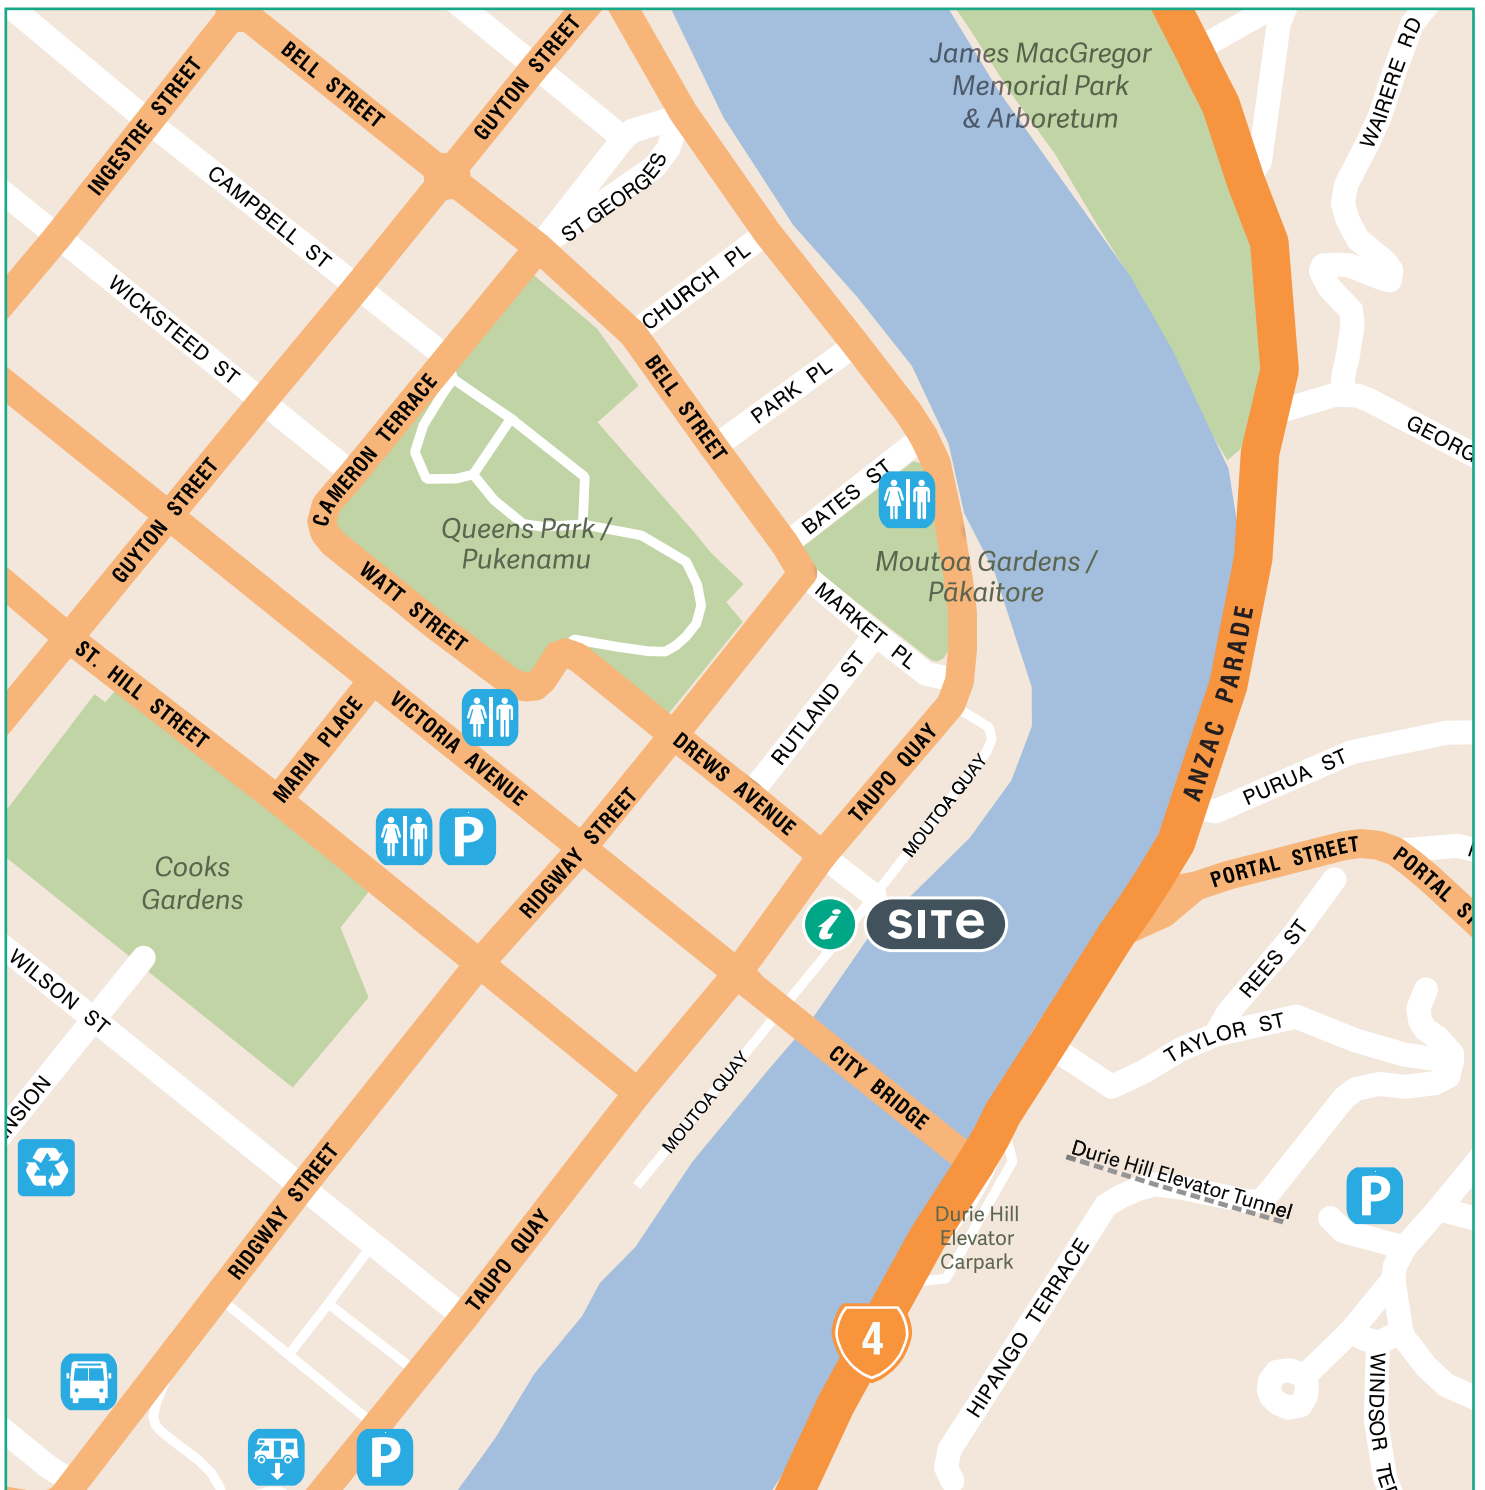 James MacGregor
Memorial Park
& Arboretum
WAIRERE RD
BELL STREET
GUYTON STREET
INGESTRE STREET
CAMPBELL ST
ST GEORGES
CHURCH PL
WICKSTEED ST
PARK PL
BELL STREET
CAMERON TERRACE
GEORG
BATES ST
GUYTON STREET
Queens Park /
Pukenamu
Moutoa Gardens /
Pākaitore
WATT STREET
MARKET PL
RUTLAND ST
ANZAC PARADE
ST. HILL STREET
MARIA PLACE
VICTORIA AVENUE
DREWS AVENUE
TAUPO QUAY
MOUTOA QUAY
PURUA ST
RIDGWAY STREET
P
PORTAL STREET
PORTAL ST
Cooks
Gardens
i SITe
REES ST
WILSON ST
TAYLOR ST
CITY BRIDGE
MOUTOA QUAY
NSION
Durie Hill Elevator Tunnel
P
Durie Hill
Elevator
Carpark
RIDGWAY STREET
TAUPO QUAY
HIPANGO TERRACE
4
WINDSOR TER
P